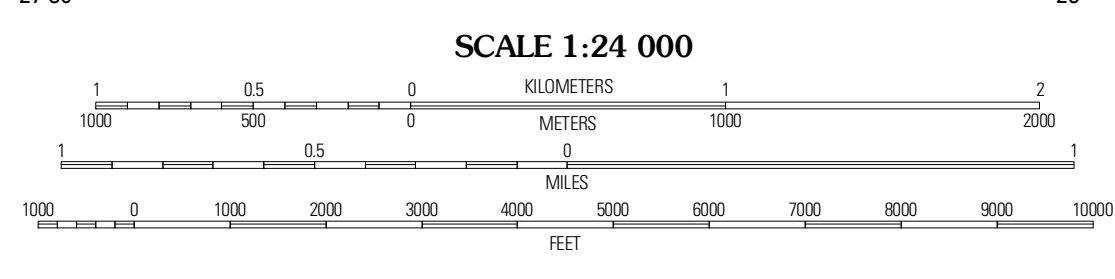 SCALE 1:24 000
1 0.5 0 KILOMETERS 1 2
1000 500 0 METERS 1000 2000
1 0.5 0 1
MILES
1000 0 1000 2000 3000 4000 5000 6000 7000 8000 9000 10000
FEET